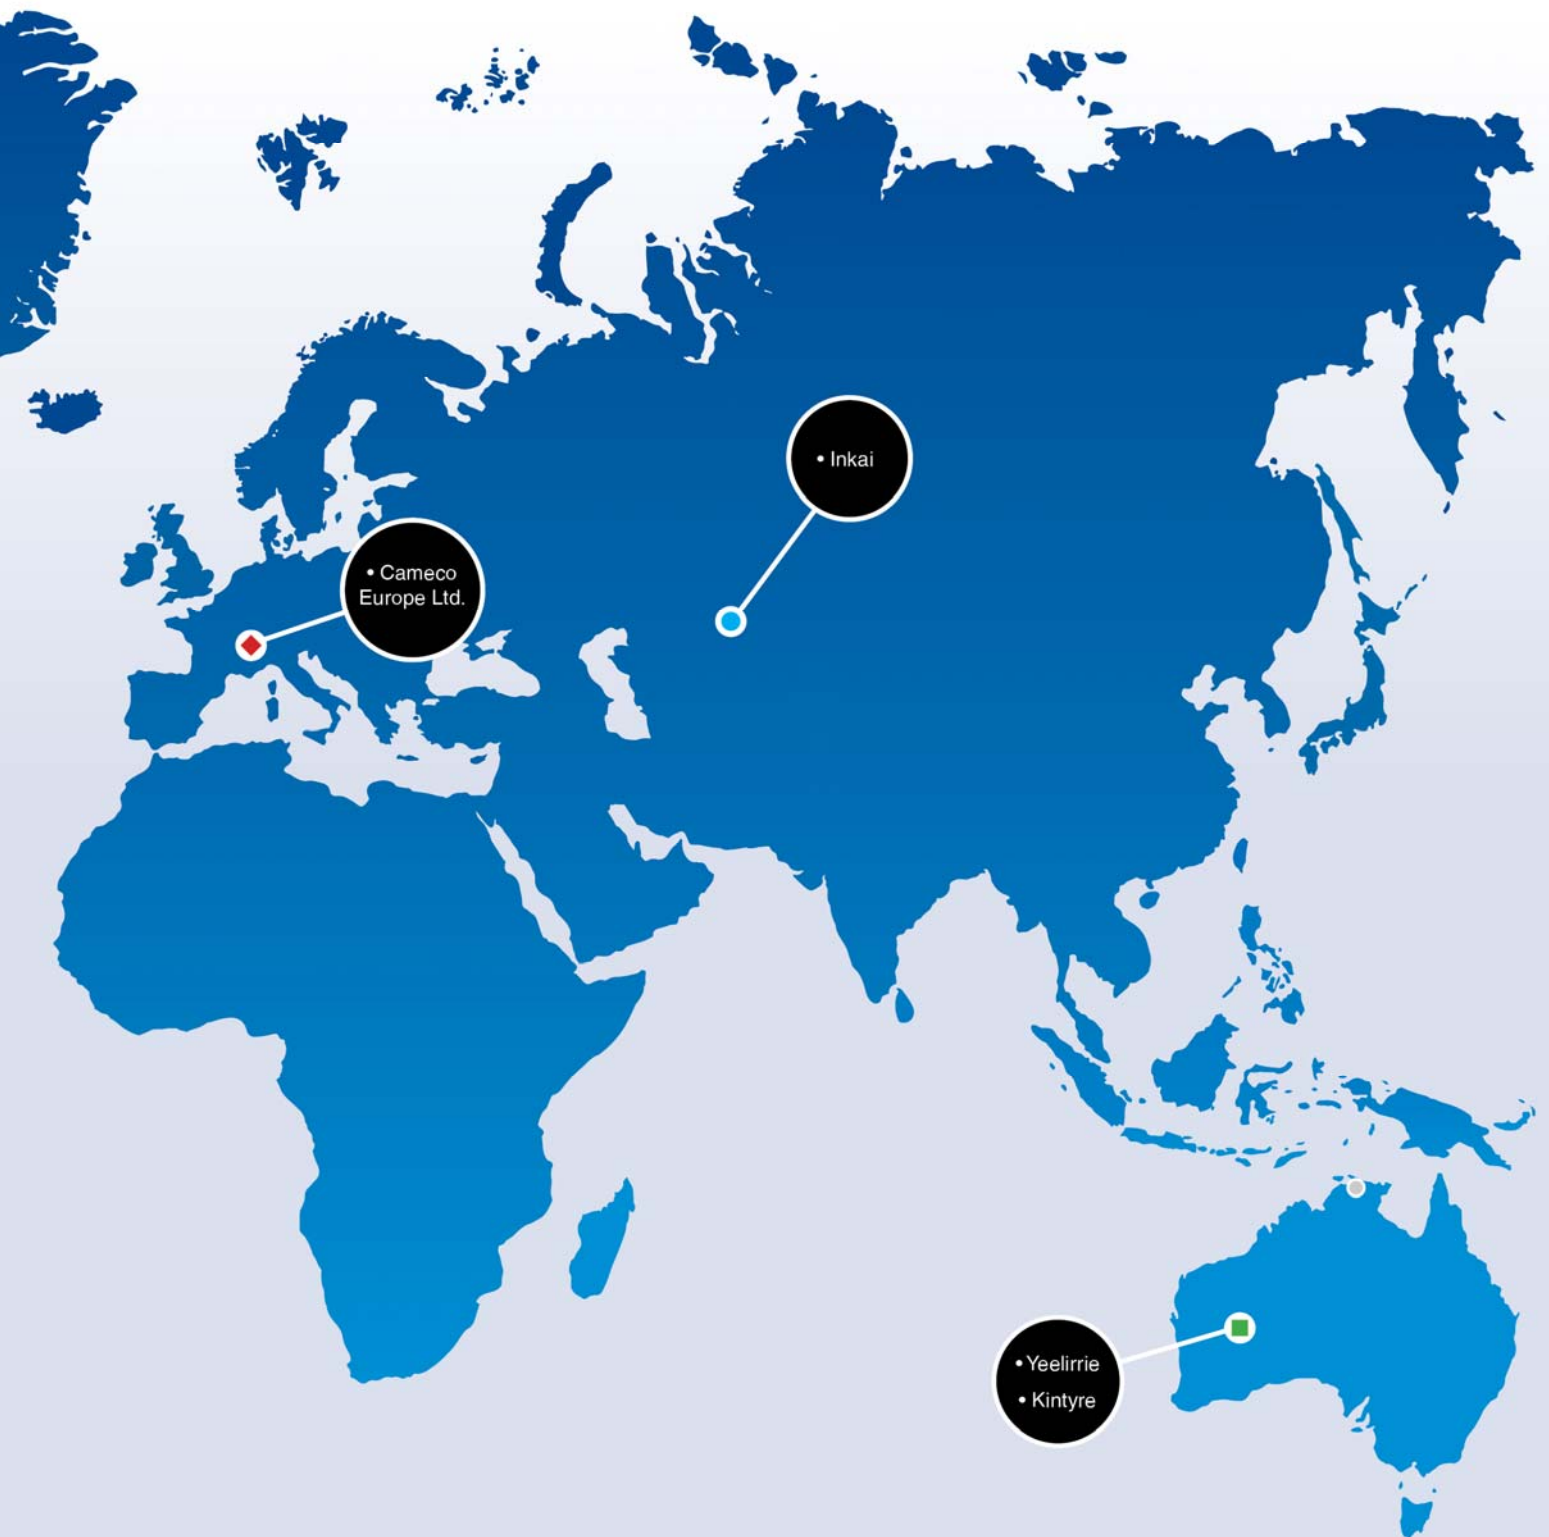 • Inkai
• Cameco
Europe Ltd.
• Yeelirrie
• Kintyre